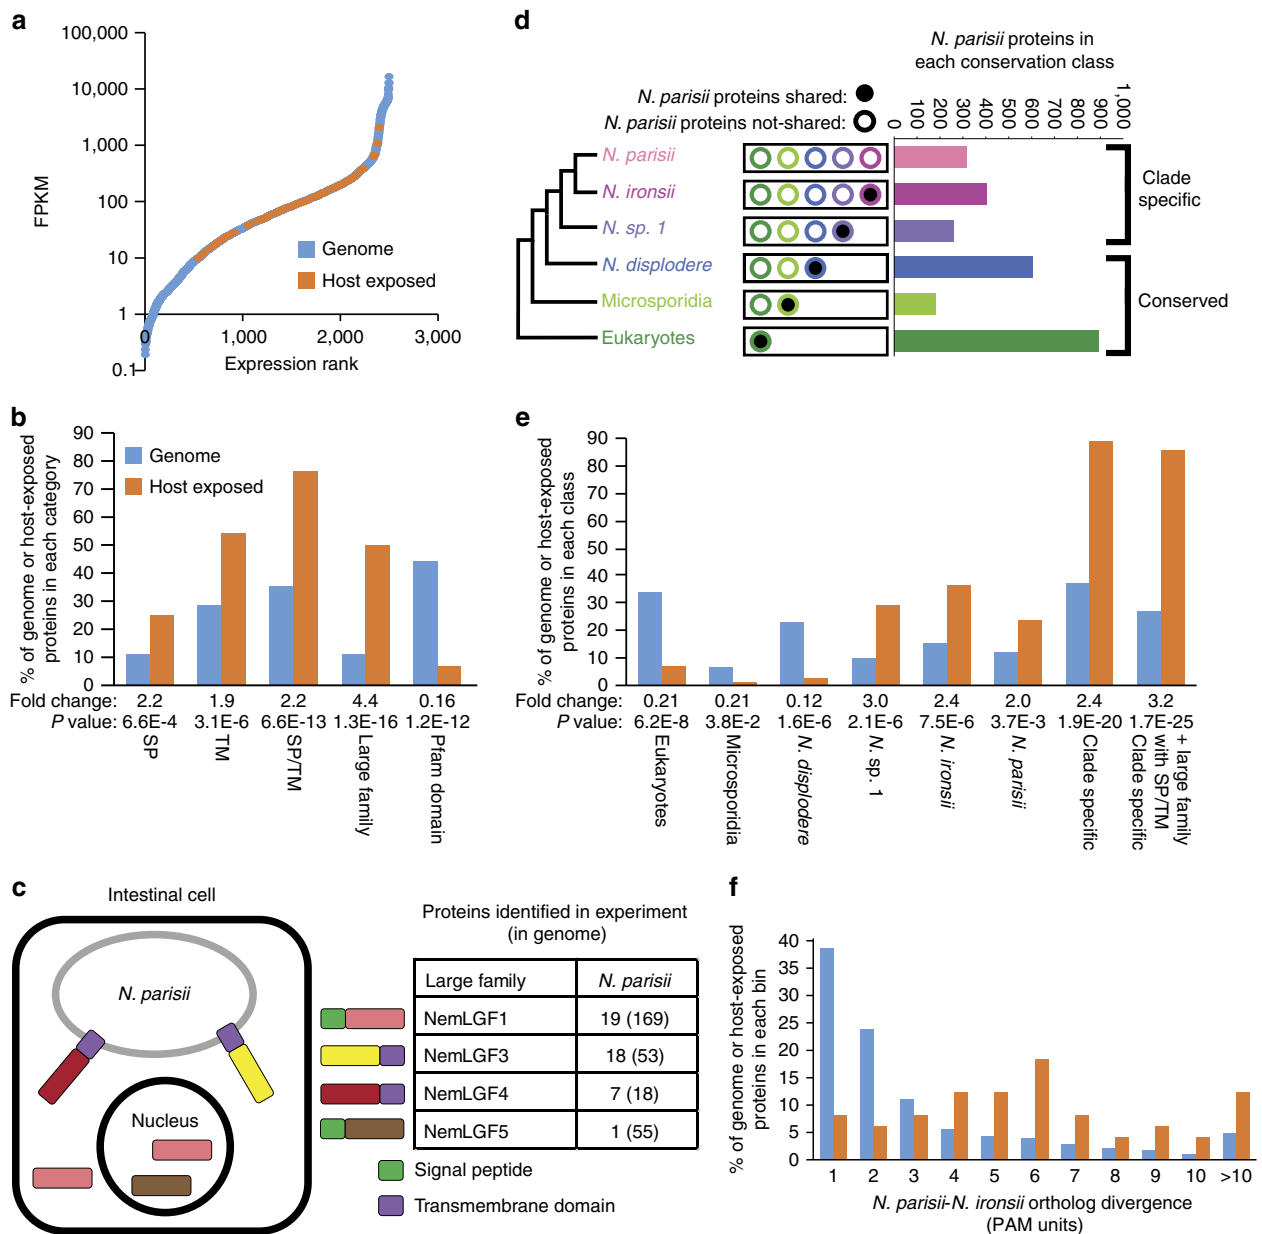 a
100,000
10,000
1,000
100
10
1
0.1
FPKM
0
1,000
2,000
3,000
Expression rank
Genome
Host exposed
b
% of genome or host-exposed
proteins in each category
90
80
70
60
50
40
30
20
10
0
Genome
Host exposed
Fold change: 2.2 1.9 2.2 4.4 0.16
P value: 6.6E-4 3.1E-6 6.6E-13 1.3E-16 1.2E-12
SP
TM
SP/TM
Large family
Pfam domain
c
Intestinal cell
N. parisii
Nucleus
Proteins identified in experiment
(in genome)
Large family N. parisii
NemLGF1 19 (169)
NemLGF3 18 (53)
NemLGF4 7 (18)
NemLGF5 1 (55)
Signal peptide
Transmembrane domain
d
N. parisii proteins in
each conservation class
N. parisii proteins shared:
N. parisii proteins not-shared:
0
100
200
300
400
500
600
700
800
900
1,000
N. parisii
N. ironsii
N. sp. 1
N. displodere
Microsporidia
Eukaryotes
Clade
specific
Conserved
e
% of genome or host-exposed
proteins in each class
90
80
70
60
50
40
30
20
10
0
Fold change: 0.21 0.21 0.12 3.0 2.4 2.0 2.4 3.2
P value: 6.2E-8 3.8E-2 1.6E-6 2.1E-6 7.5E-6 3.7E-3 1.9E-20 1.7E-25
Eukaryotes
Microsporidia
N. displodere
N. sp. 1
N. ironsii
N. parisii
Clade specific
Clade specific
with SP/TM
+ large family
f
% of genome or host-exposed
proteins in each bin
40
35
30
25
20
15
10
5
0
1 2 3 4 5 6 7 8 9 10 >10
N. parisii-N. ironsii ortholog divergence
(PAM units)